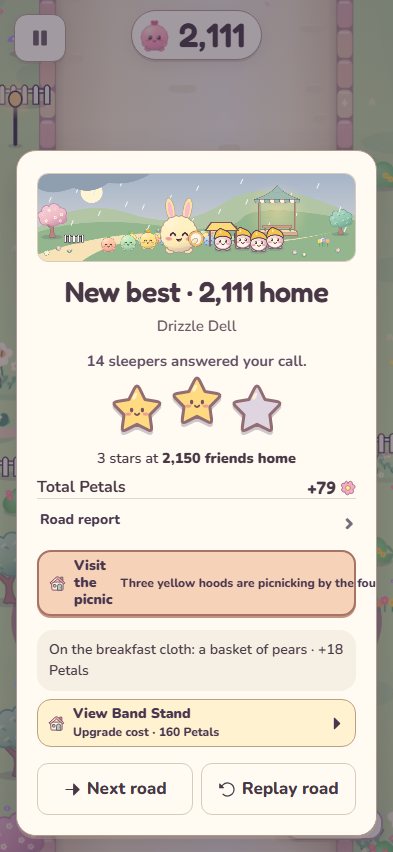 2,111
New best · 2,111 home
Drizzle Dell
14 sleepers answered your call.
3 stars at 2,150 friends home
Total Petals
+79
Road report
Visit
the
picnic
Three yellow hoods are picnicking by the fou
On the breakfast cloth: a basket of pears · +18
Petals
View Band Stand
Upgrade cost · 160 Petals
Next road
Replay road